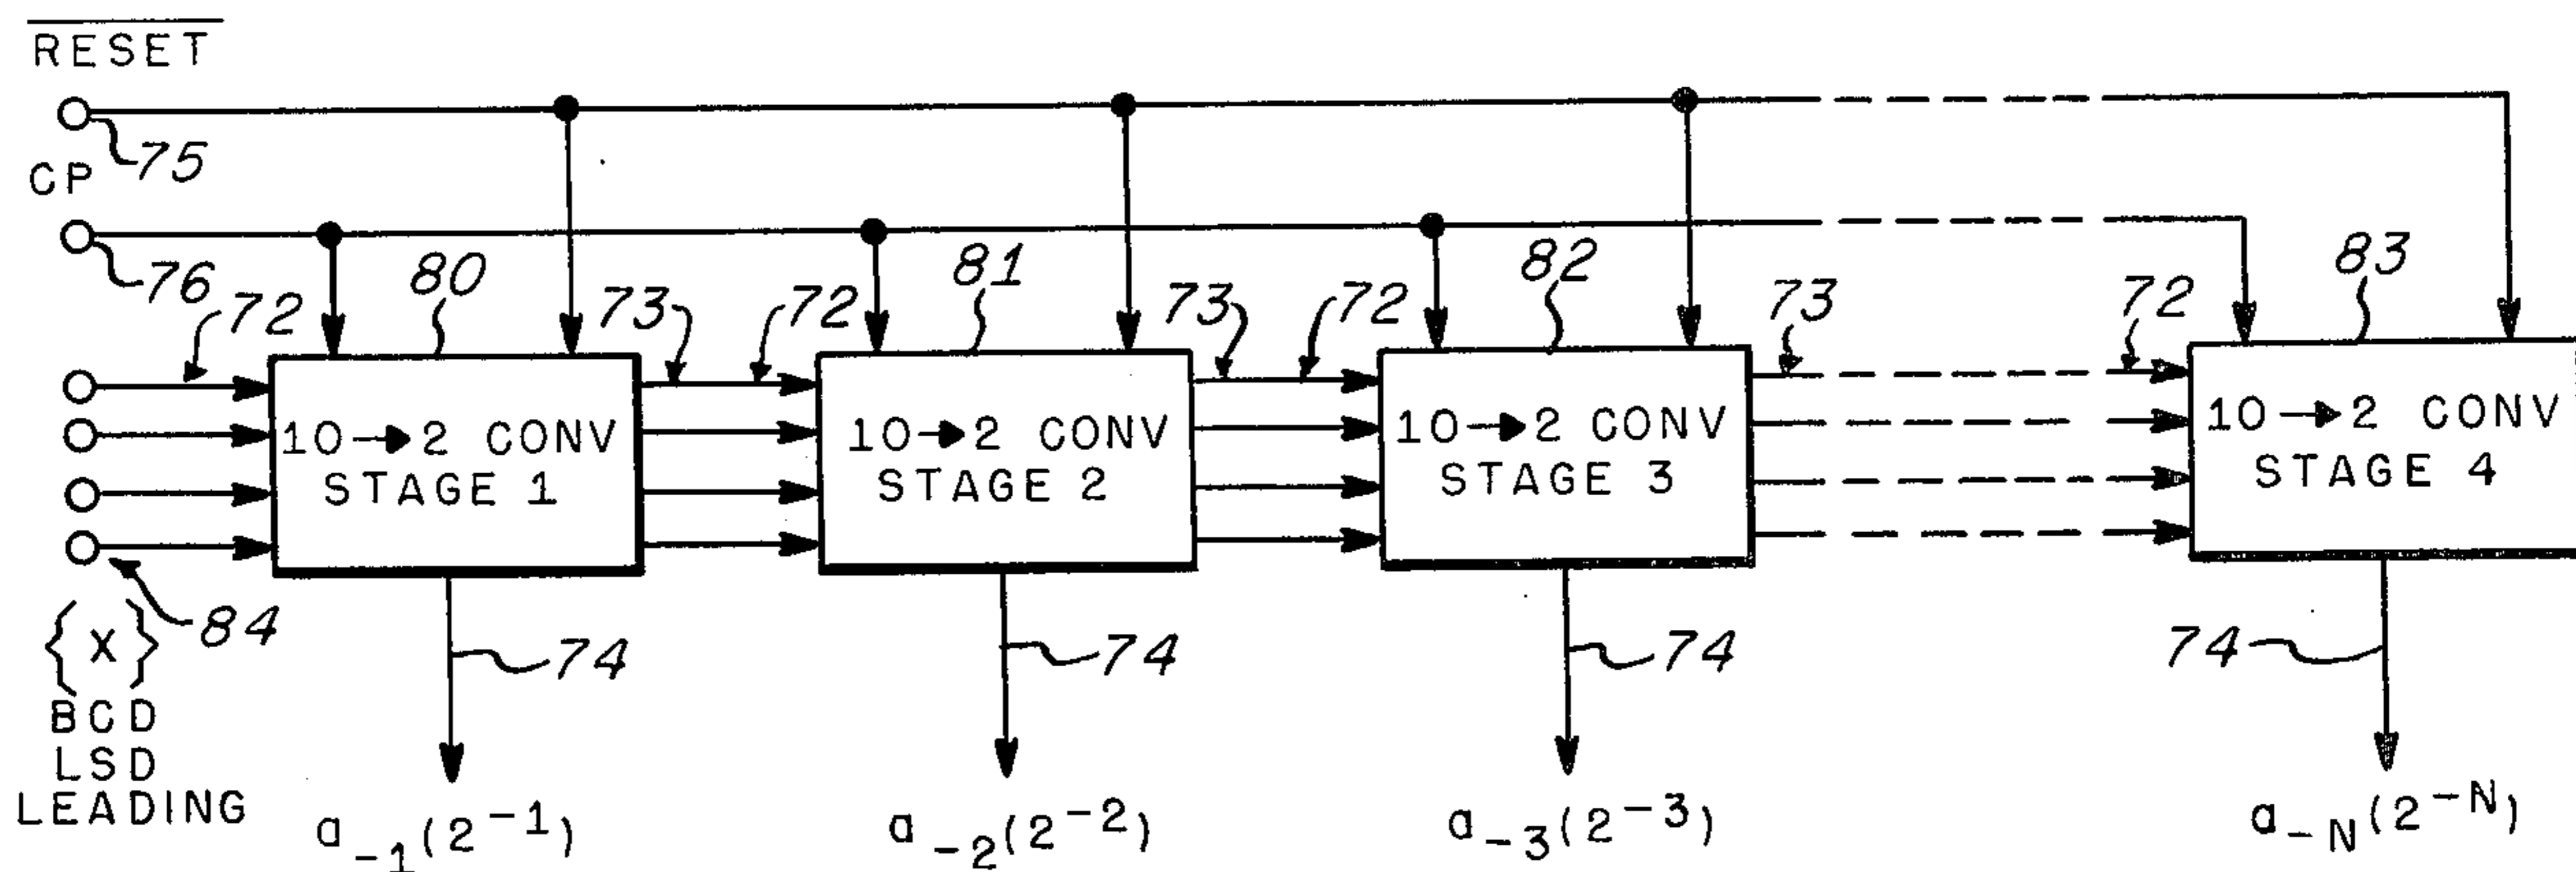 RESET
75
CP
76
72
80
73
72
81
73
72
82
73
72
83
10→2 CONV
STAGE 1
10→2 CONV
STAGE 2
10→2 CONV
STAGE 3
10→2 CONV
STAGE 4
84
{X}
BCD
LSD
LEADING
74
74
74
74
a₋₁(2⁻¹)
a₋₂(2⁻²)
a₋₃(2⁻³)
a₋N(2⁻ᴺ)